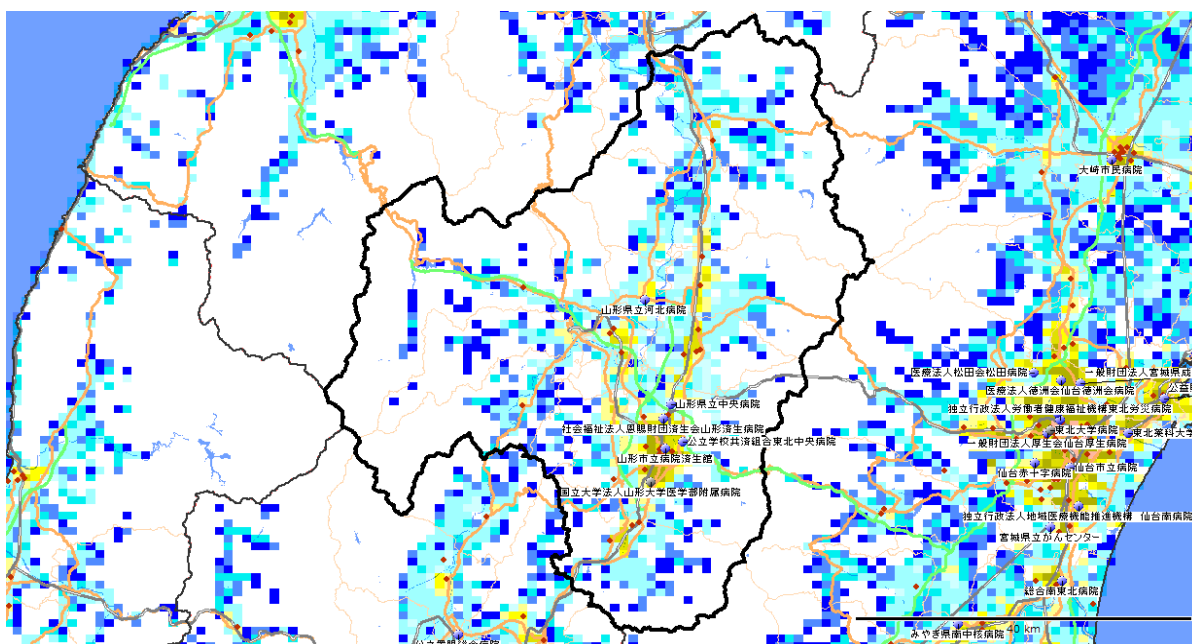 大崎市民病院
山形県立河北病院
医療法人松田会松田病院
一般財団法人宮城県成
医療法人徳洲会仙台徳洲会病院
公益
山形県立中央病院
独立行政法人労働者健康福祉機構東北労災病院
社会福祉法人恩賜財団済生会山形済生病院
東北大学病院
東北薬科大学
公立学校共済組合東北中央病院
一般財団法人厚生会仙台厚生病院
山形市立病院済生館
仙台赤十字病院
仙台市立病院
国立大学法人山形大学医学部附属病院
独立行政法人地域医療機能推進機構 仙台南病院
宮城県立がんセンター
総合南東北病院
みやぎ県南中核病院
40 km